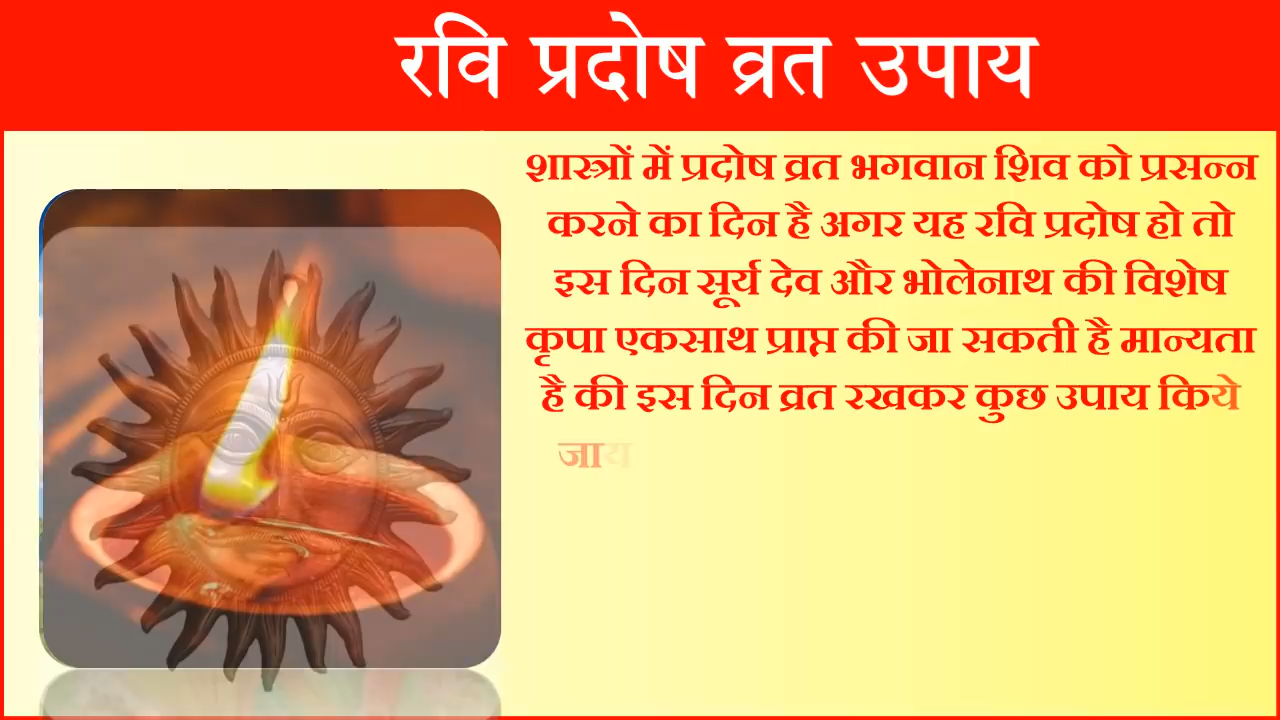 रवि प्रदोष व्रत उपाय
शास्त्रों में प्रदोष व्रत भगवान शिव को प्रसन्न
करने का दिन है अगर यह रवि प्रदोष हो तो
इस दिन सूर्य देव और भोलेनाथ की विशेष
कृपा एकसाथ प्राप्त की जा सकती है मान्यता
है की इस दिन व्रत रखकर कुछ उपाय किये
जाय